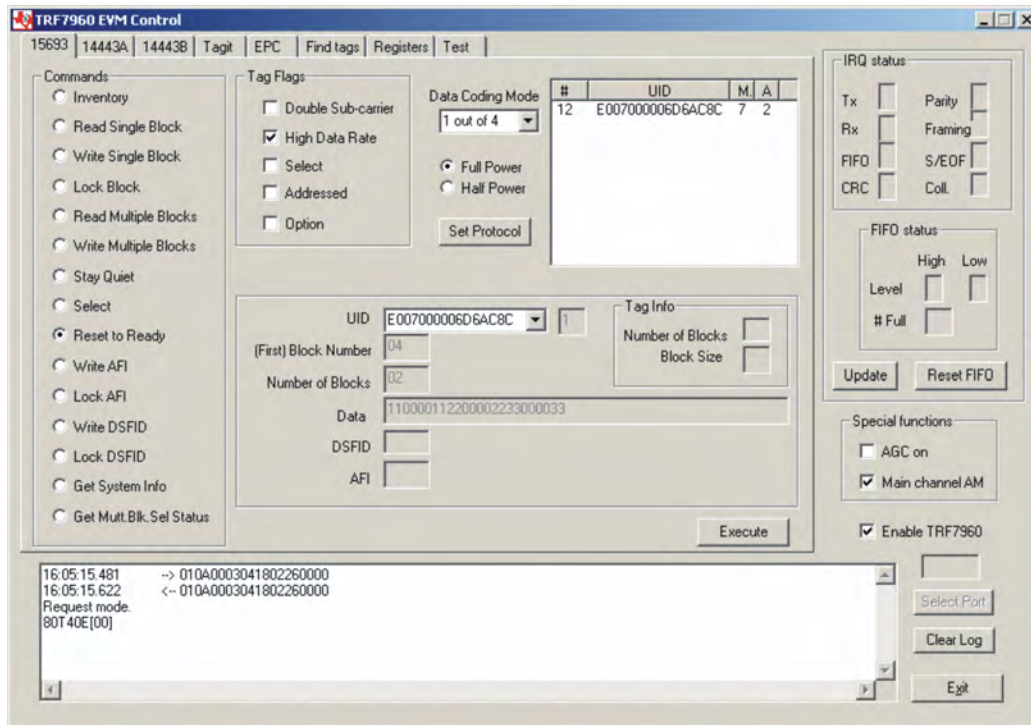 TRF7960 EVM Control
15693 14443A 14443B Tagit EPC Find tags Registers Test
Commands
Inventory
Read Single Block
Write Single Block
Lock Block
Read Multiple Blocks
Write Multiple Blocks
Stay Quiet
Select
Reset to Ready
Write AFI
Lock AFI
Write DSFID
Lock DSFID
Get System Info
Get Mutt.Blk.Sel Status
Tag Flags
Double Sub-carrier
High Data Rate
Select
Addressed
Option
Data Coding Mode
1 out of 4
Full Power
Half Power
Set Protocol
# UID M. A
12 E007000006D6AC8C 7 2
UID E007000006D6AC8C 1
(First) Block Number 04
Number of Blocks 02
Data 110000112200002233000033
DSFID
AFI
Tag Info
Number of Blocks
Block Size
Execute
IRQ status
Tx Parity
Rx Framing
FIFO S/EOF
CRC Coll.
FIFO status
High Low
Level
# Full
Update Reset FIFO
Special functions
AGC on
Main channel AM
Enable TRF7960
Select Port
Clear Log
Exit
16:05:15.481 --> 010A0003041802260000
16:05:15.622 <-- 010A0003041802260000
Request mode.
80T40E[00]